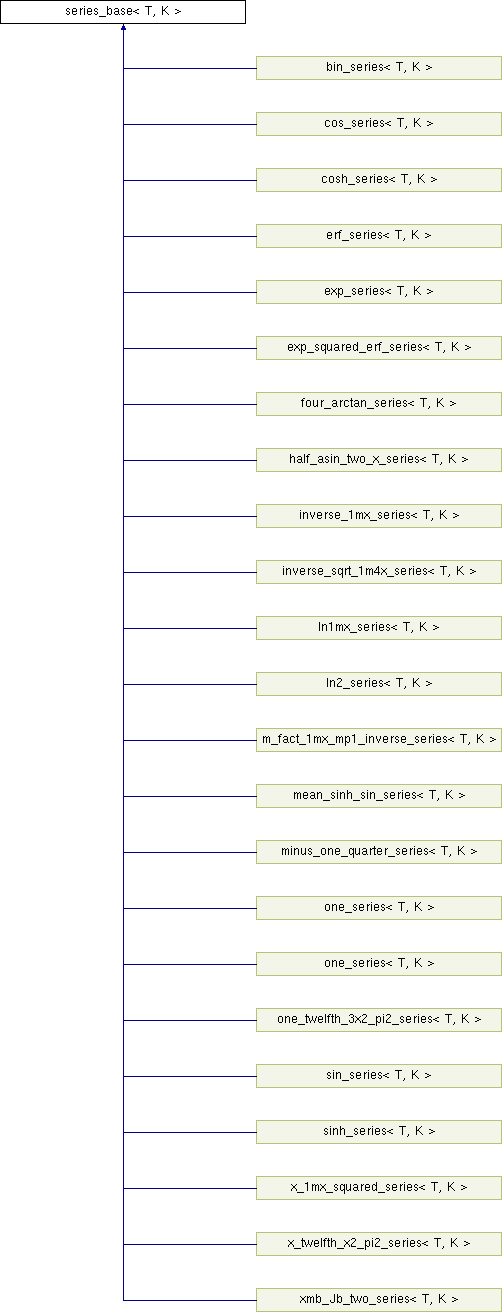 series_base< T, K >
bin_series< T, K >
cos_series< T, K >
cosh_series< T, K >
erf_series< T, K >
exp_series< T, K >
exp_squared_erf_series< T, K >
four_arctan_series< T, K >
half_asin_two_x_series< T, K >
inverse_1mx_series< T, K >
inverse_sqrt_1m4x_series< T, K >
ln1mx_series< T, K >
ln2_series< T, K >
m_fact_1mx_mp1_inverse_series< T, K >
mean_sinh_sin_series< T, K >
minus_one_quarter_series< T, K >
one_series< T, K >
one_series< T, K >
one_twelfth_3x2_pi2_series< T, K >
sin_series< T, K >
sinh_series< T, K >
x_1mx_squared_series< T, K >
x_twelfth_x2_pi2_series< T, K >
xmb_Jb_two_series< T, K >